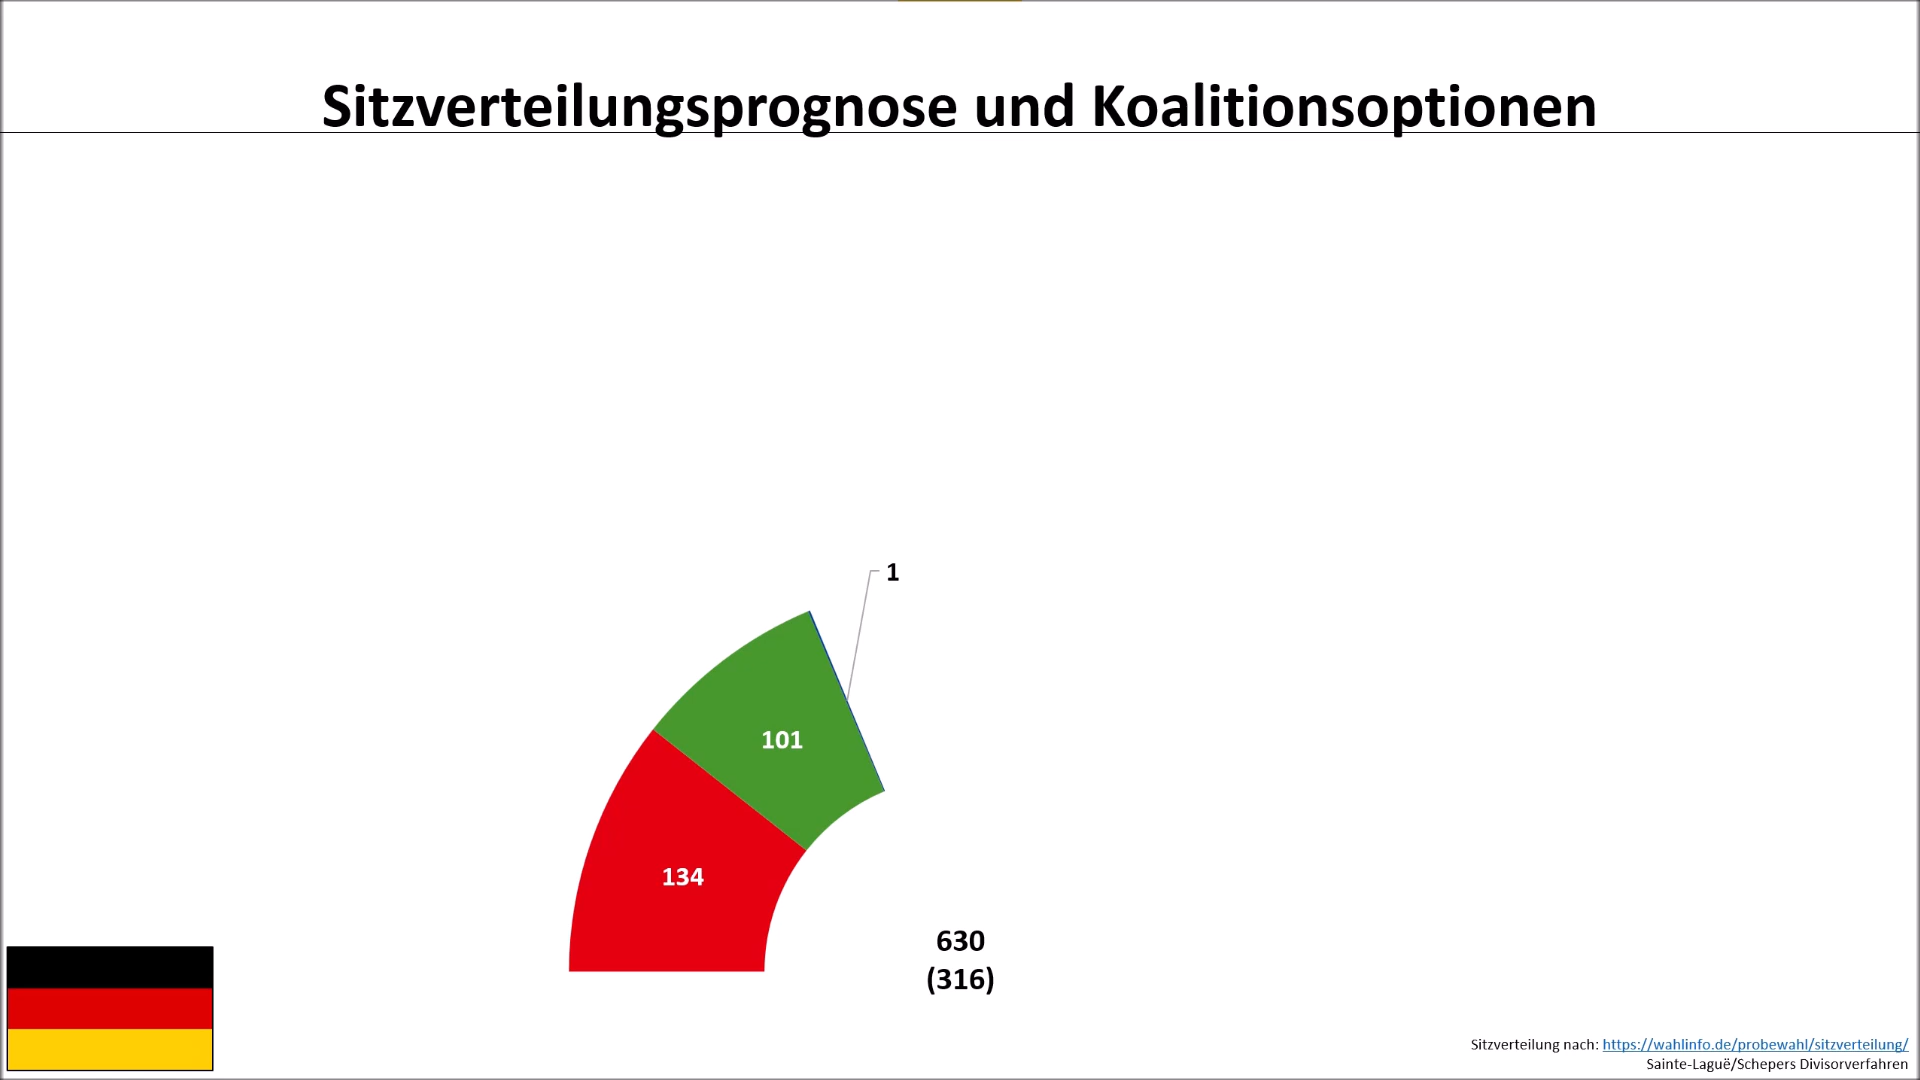 Sitzverteilungsprognose und Koalitionsoptionen
1
101
134
630
(316)
Sitzverteilung nach: https://wahlinfo.de/probewahl/sitzverteilung/
Sainte-Laguë/Schepers Divisorverfahren